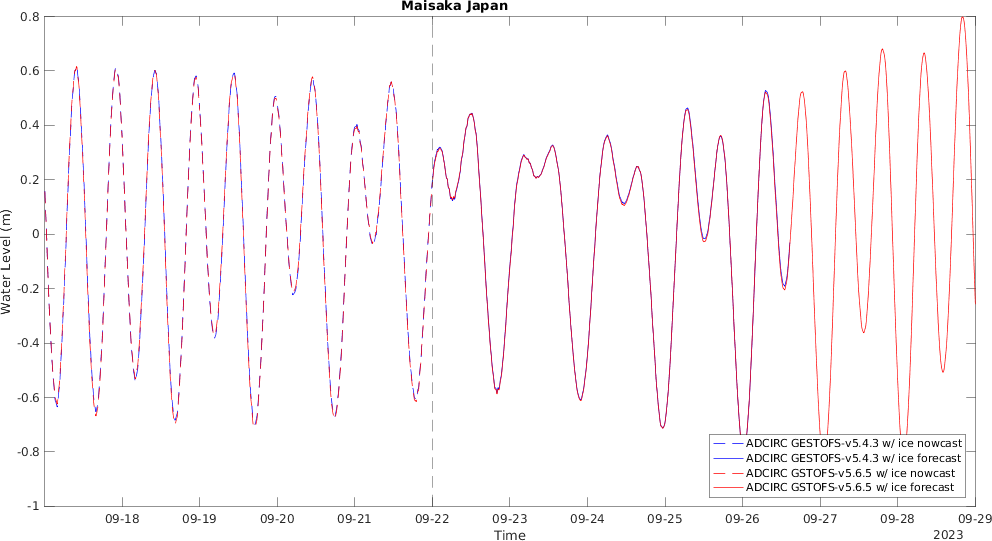 Maisaka Japan
0.8
0.6
0.4
0.2
0
-0.2
-0.4
-0.6
-0.8
-1
Water Level (m)
ADCIRC GESTOFS-v5.4.3 w/ ice nowcast
ADCIRC GESTOFS-v5.4.3 w/ ice forecast
ADCIRC GSTOFS-v5.6.5 w/ ice nowcast
ADCIRC GSTOFS-v5.6.5 w/ ice forecast
09-18 09-19 09-20 09-21 09-22 09-23 09-24 09-25 09-26 09-27 09-28 09-29
Time
2023